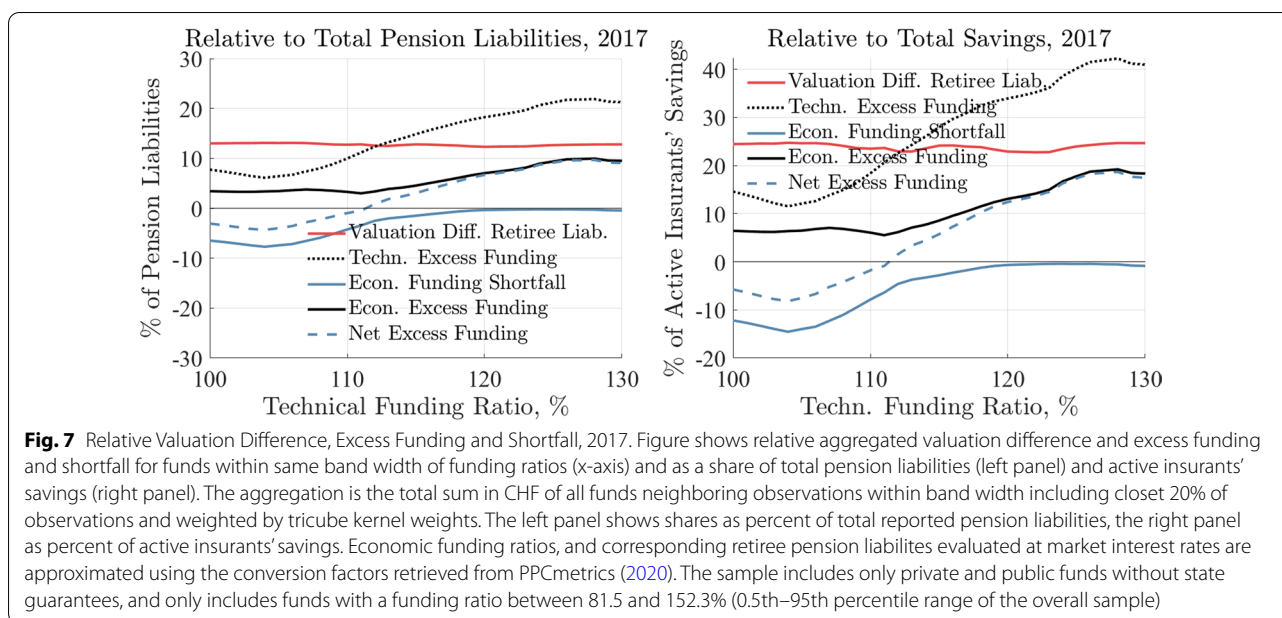 Relative to Total Pension Liabilities, 2017
% of Pension Liabilities
30
20
10
0
-10
-20
-30
Valuation Diff. Retiree Liab.
Techn. Excess Funding
Econ. Funding Shortfall
Econ. Excess Funding
Net Excess Funding
100
110
120
130
Technical Funding Ratio, %
Relative to Total Savings, 2017
% of Active Insurants' Savings
40
30
20
10
0
-10
-20
Valuation Diff. Retiree Liab.
Techn. Excess Funding
Econ. Funding Shortfall
Econ. Excess Funding
Net Excess Funding
100
110
120
130
Techn. Funding Ratio, %
Fig. 7 Relative Valuation Difference, Excess Funding and Shortfall, 2017. Figure shows relative aggregated valuation difference and excess funding
and shortfall for funds within same band width of funding ratios (x-axis) and as a share of total pension liabilities (left panel) and active insurants'
savings (right panel). The aggregation is the total sum in CHF of all funds neighboring observations within band width including closet 20% of
observations and weighted by tricube kernel weights. The left panel shows shares as percent of total reported pension liabilities, the right panel
as percent of active insurants' savings. Economic funding ratios, and corresponding retiree pension liabilites evaluated at market interest rates are
approximated using the conversion factors retrieved from PPCmetrics (2020). The sample includes only private and public funds without state
guarantees, and only includes funds with a funding ratio between 81.5 and 152.3% (0.5th–95th percentile range of the overall sample)